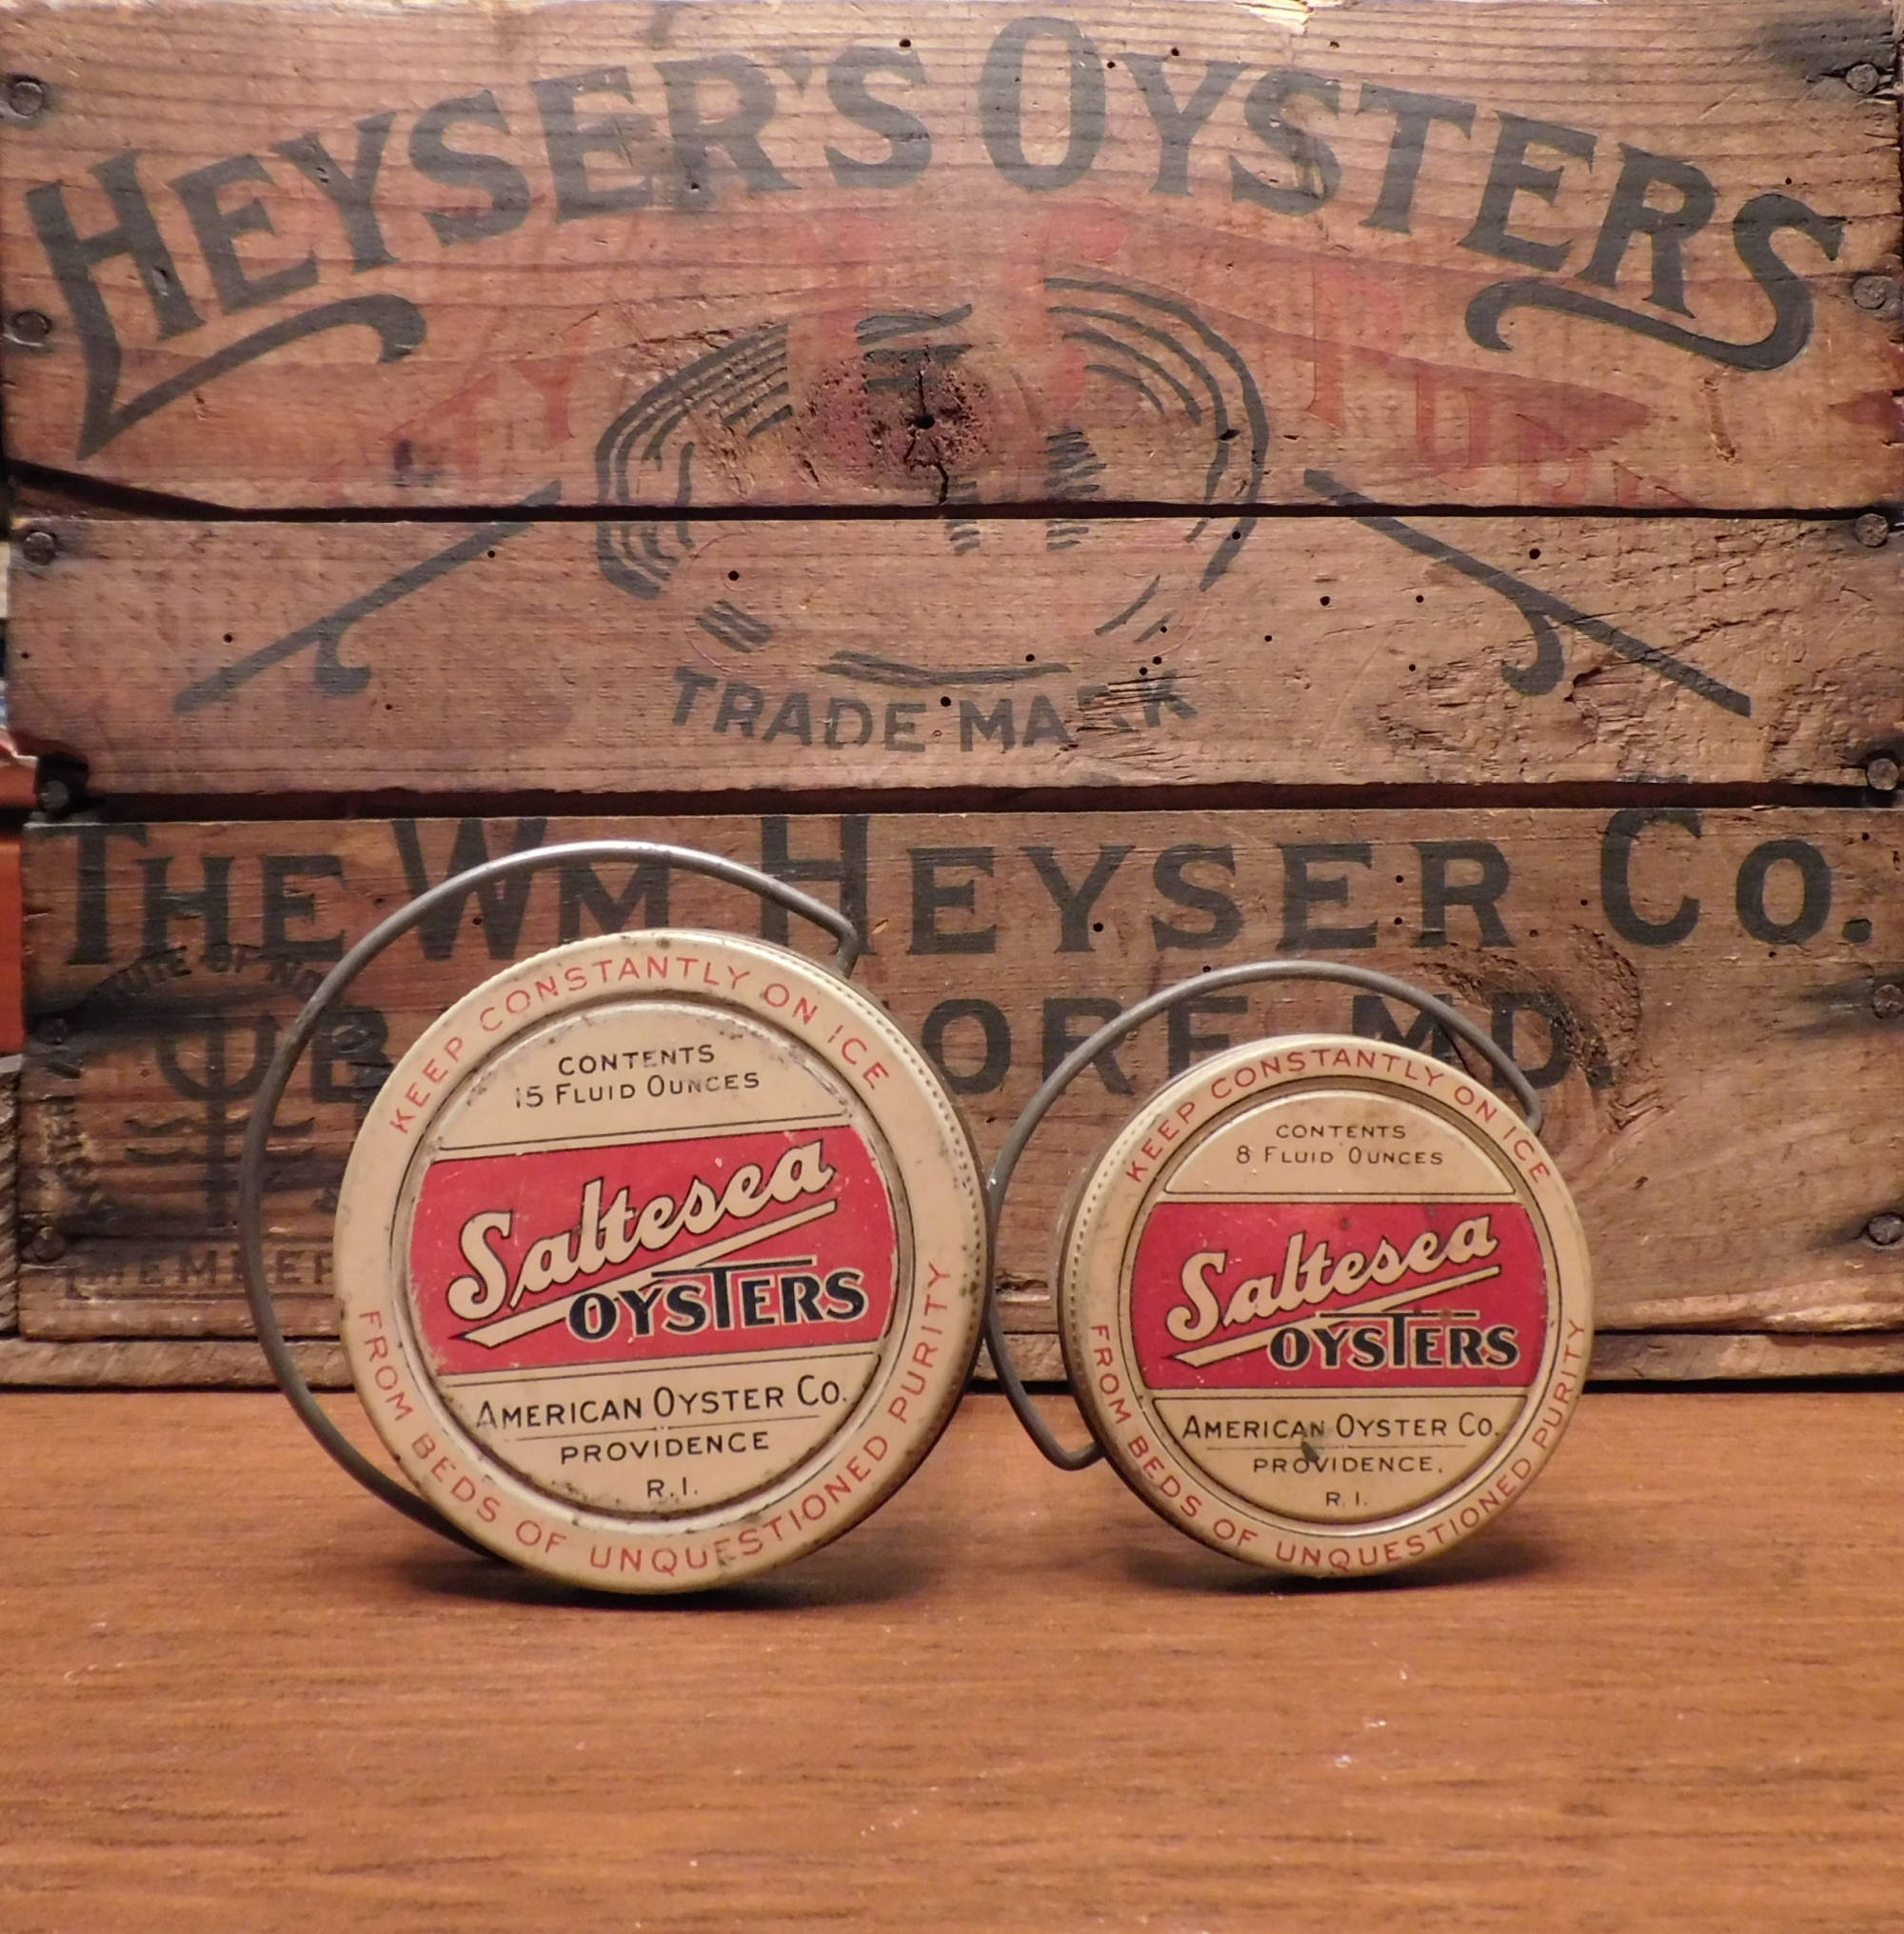 HEYSER'S OYSTERS
TRADE MARK
THE WM HEYSER CO.
MD.
KEEP CONSTANTLY ON ICE
CONTENTS
15 FLUID OUNCES
Saltesea
OYSTERS
AMERICAN OYSTER CO.
PROVIDENCE
R.I.
FROM BEDS OF UNQUESTIONED PURITY
KEEP CONSTANTLY ON ICE
CONTENTS
8 FLUID OUNCES
Saltesea
OYSTERS
AMERICAN OYSTER CO.
PROVIDENCE,
R.I.
FROM BEDS OF UNQUESTIONED PURITY